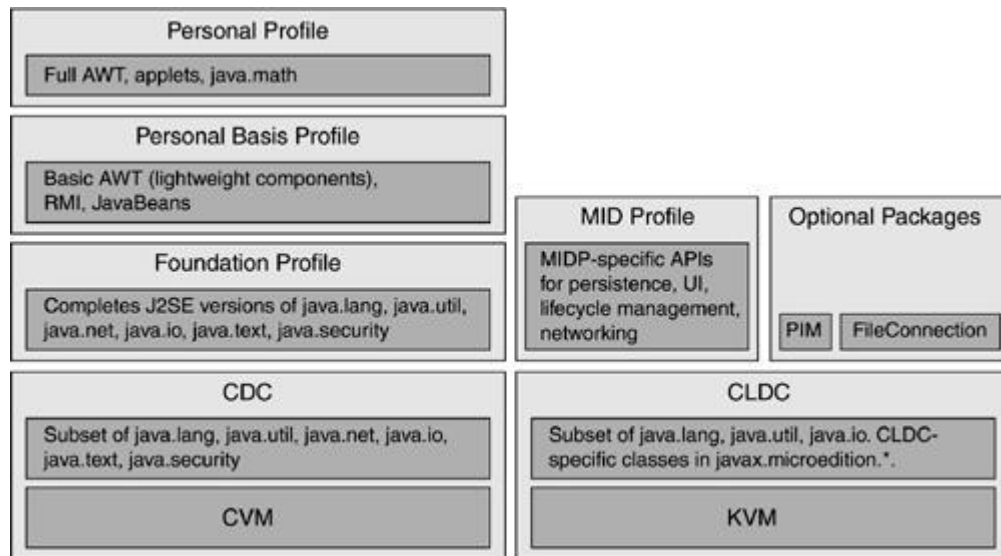 Personal Profile
Full AWT, applets, java.math
Personal Basis Profile
Basic AWT (lightweight components),
RMI, JavaBeans
Foundation Profile
Completes J2SE versions of java.lang, java.util,
java.net, java.io, java.text, java.security
MID Profile
MIDP-specific APIs
for persistence, UI,
lifecycle management,
networking
Optional Packages
PIM
FileConnection
CDC
Subset of java.lang, java.util, java.net, java.io,
java.text, java.security
CVM
CLDC
Subset of java.lang, java.util, java.io. CLDC-
specific classes in javax.microedition.*.
KVM